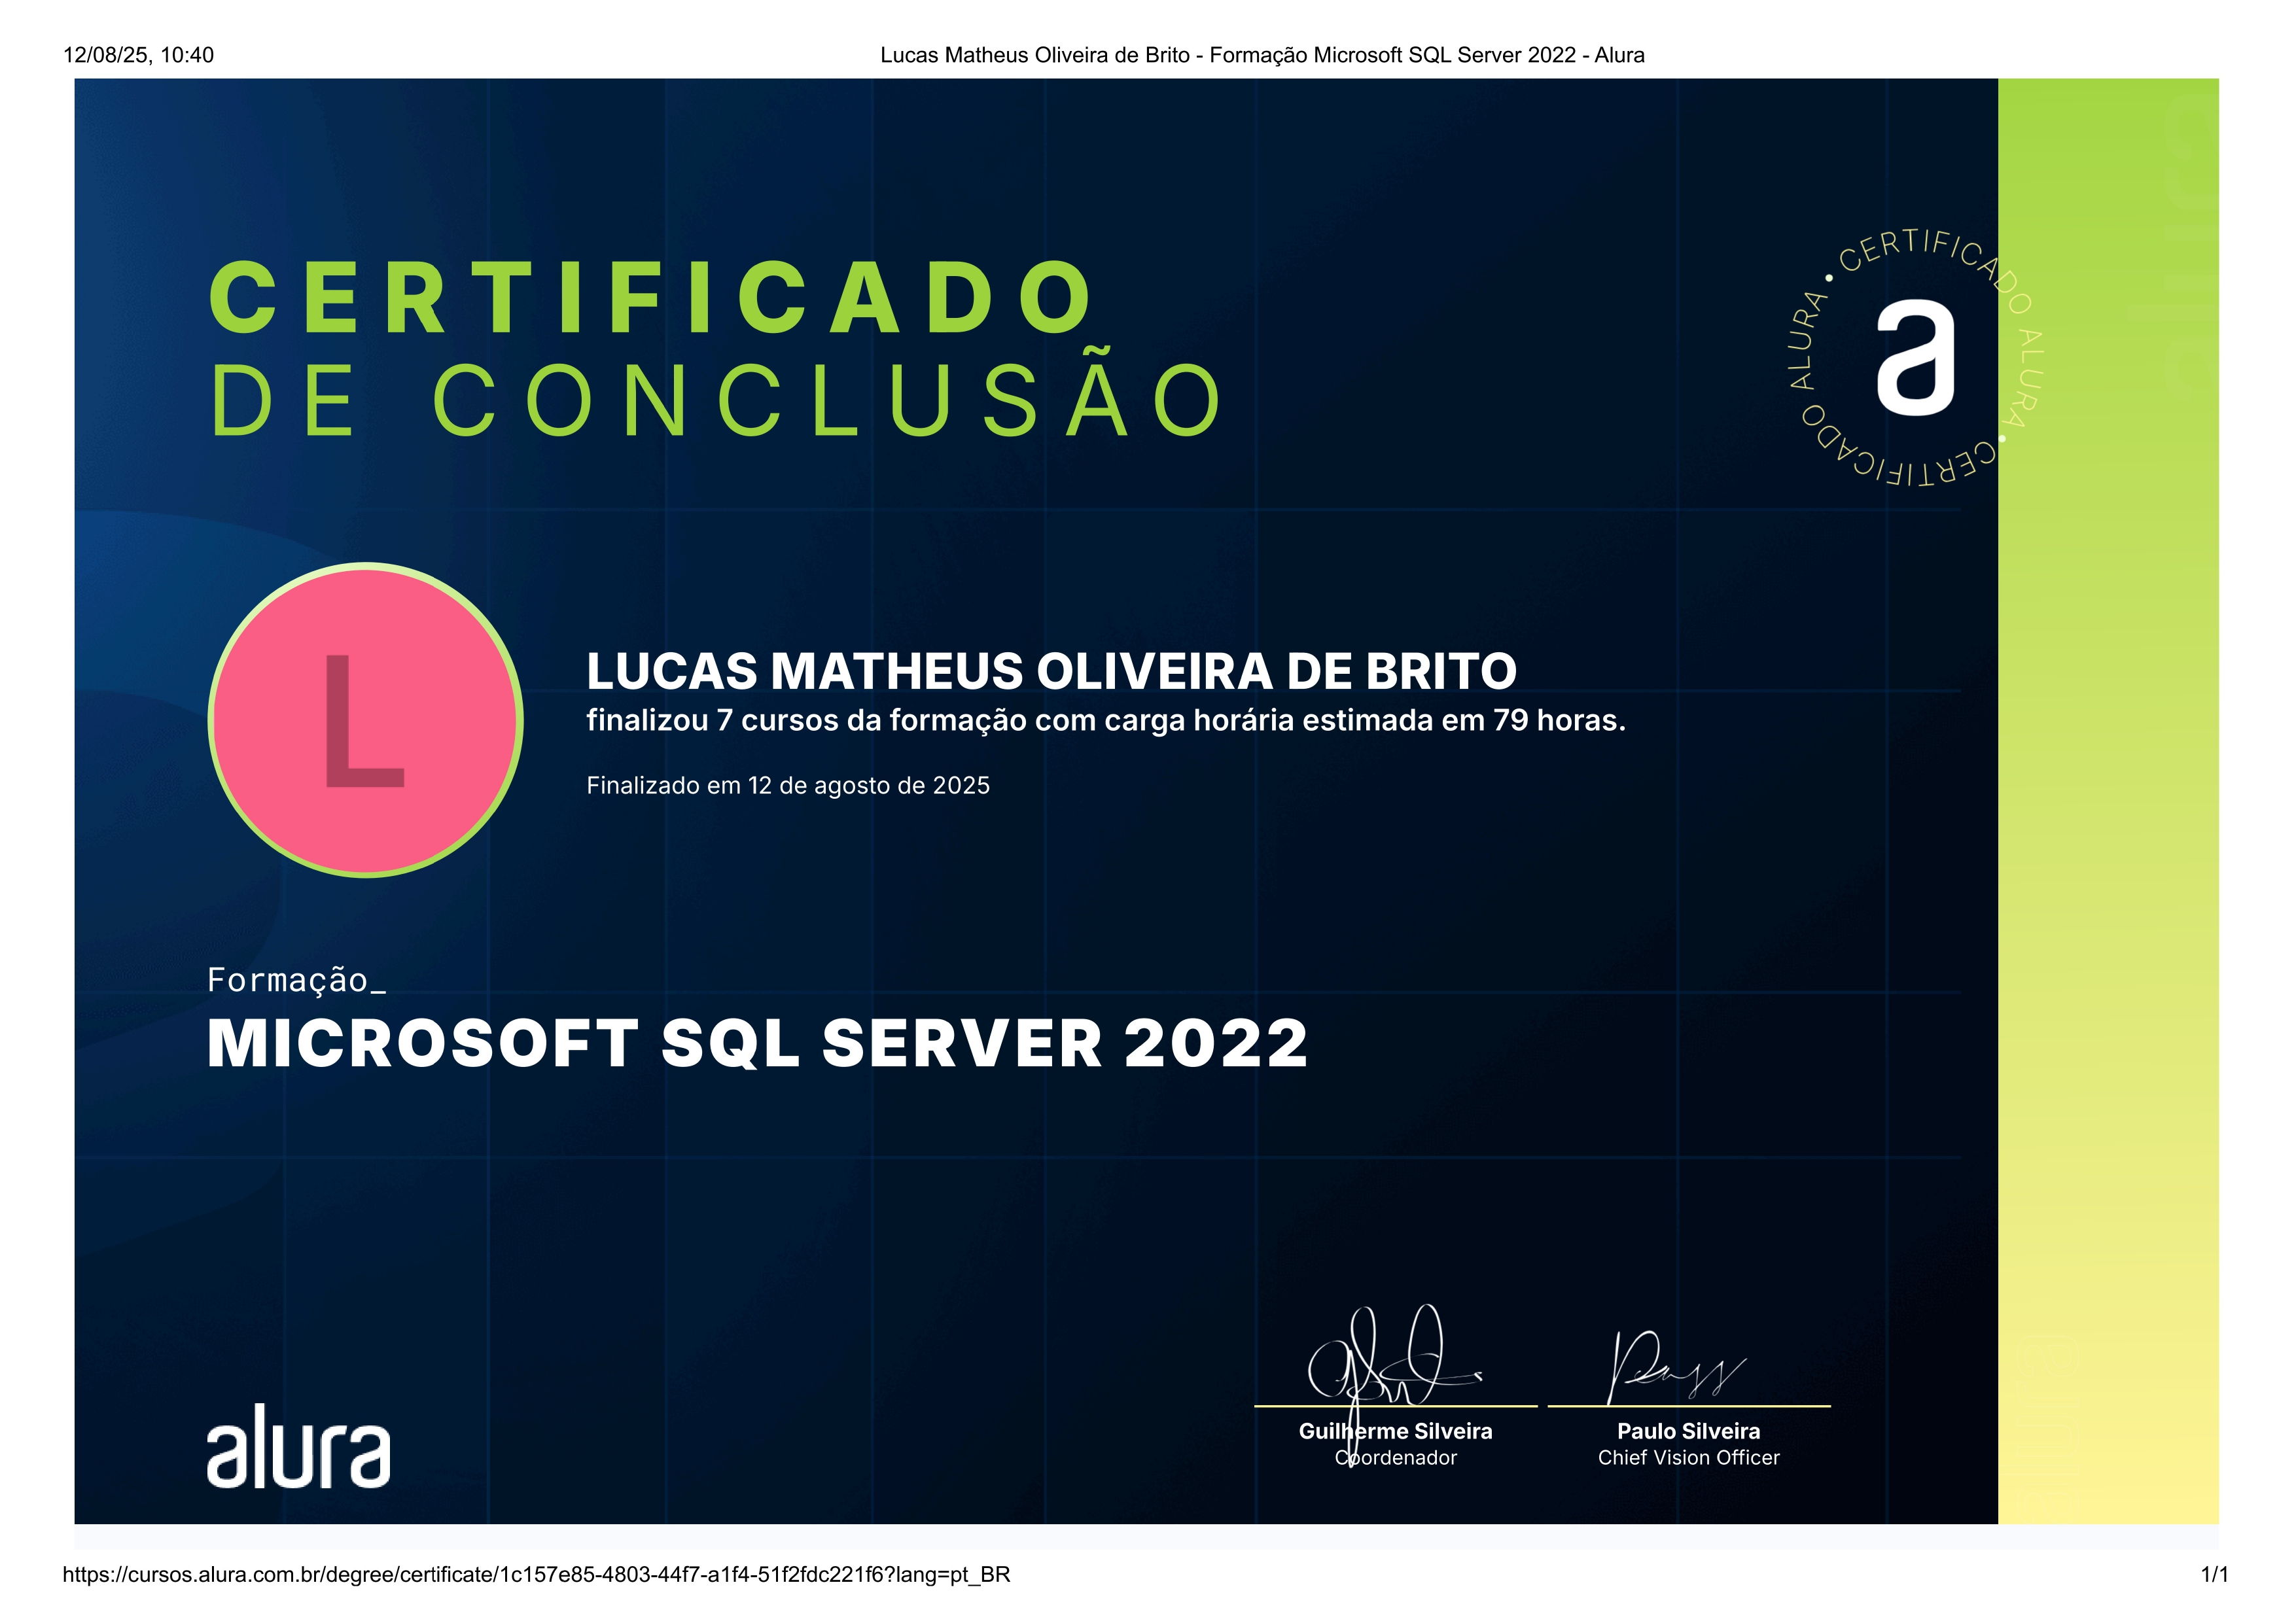 12/08/25, 10:40
Lucas Matheus Oliveira de Brito - Formação Microsoft SQL Server 2022 - Alura
CERTIFICADO
DE CONCLUSÃO
• CERTIFICADO ALURA • CERTIFICADO ALURA
a
L
LUCAS MATHEUS OLIVEIRA DE BRITO
finalizou 7 cursos da formação com carga horária estimada em 79 horas.
Finalizado em 12 de agosto de 2025
Formação_
MICROSOFT SQL SERVER 2022
alura
Guilherme Silveira
Coordenador
Paulo Silveira
Chief Vision Officer
https://cursos.alura.com.br/degree/certificate/1c157e85-4803-44f7-a1f4-51f2fdc221f6?lang=pt_BR
1/1